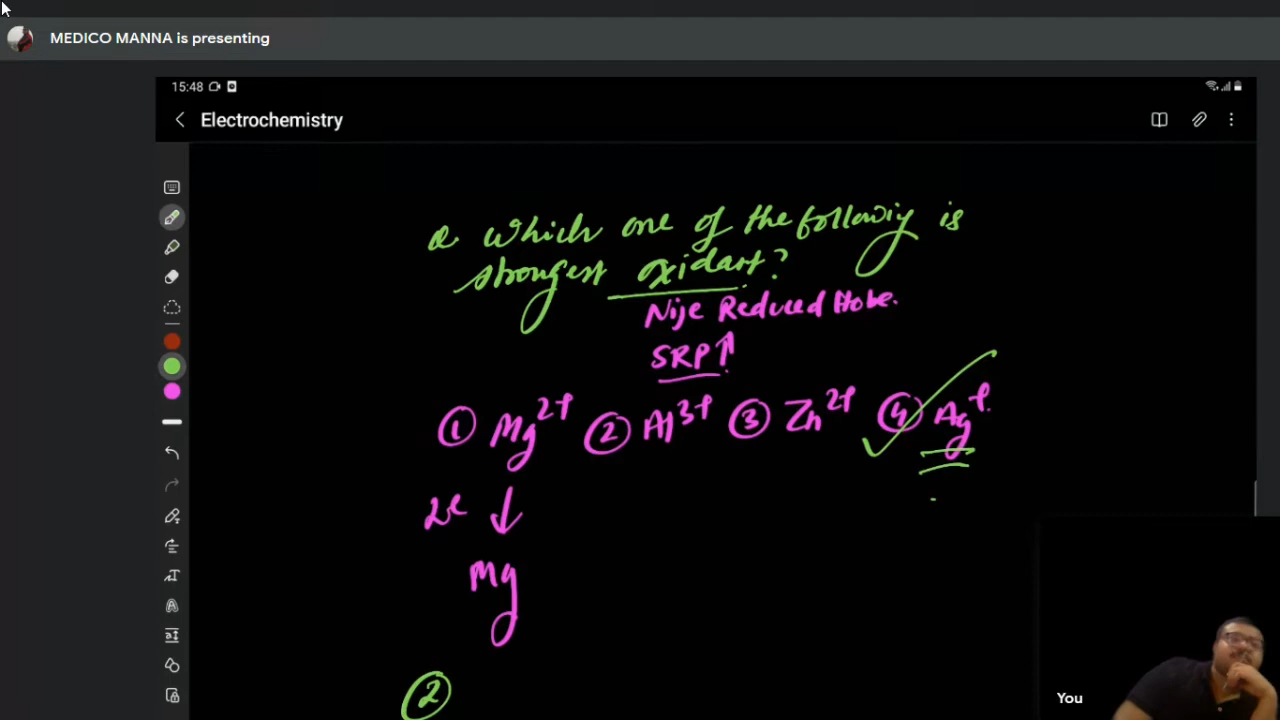 MEDICO MANNA is presenting
15:48
Electrochemistry
Q. Which one of the following is
strongest oxidant?
Nije Reduced Hobe.
SRP↑
① Mg²⁺ ② Al³⁺ ③ Zn²⁺ ④ Ag⁺
2e ↓
Mg
②
You